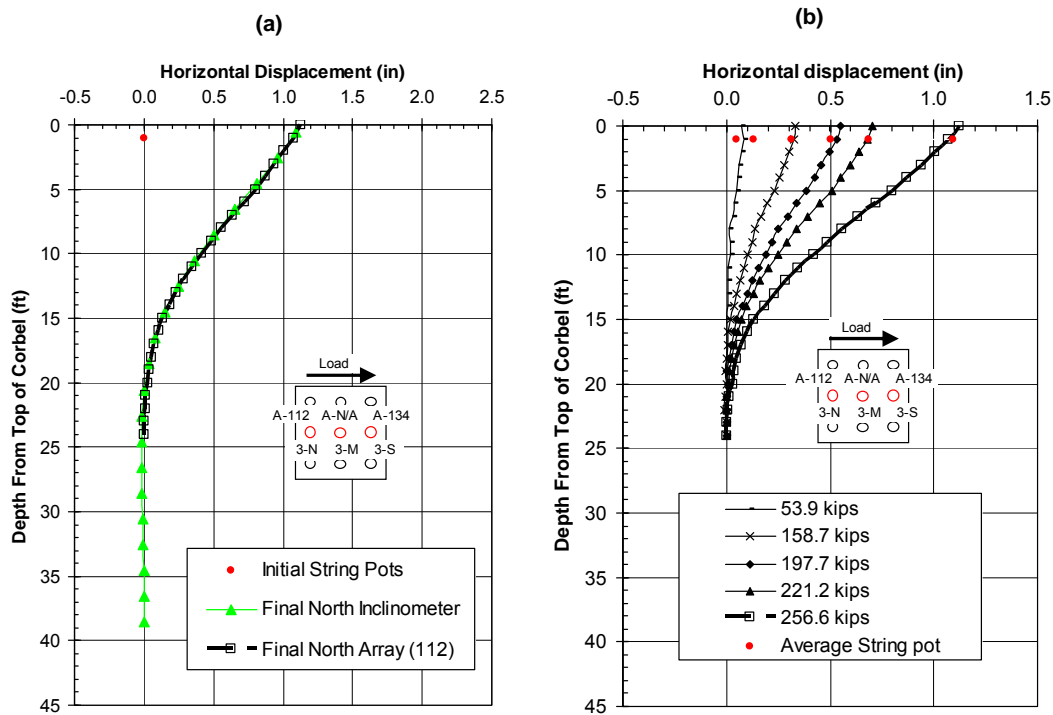 (a)
Horizontal Displacement (in)
-0.5 0.0 0.5 1.0 1.5 2.0 2.5
0
5
10
15
20
25
30
35
40
45
Depth From Top of Corbel (ft)
Load
A-112 A-N/A A-134
3-N 3-M 3-S
Initial String Pots
Final North Inclinometer
Final North Array (112)
(b)
Horizontal displacement (in)
-0.5 0.0 0.5 1.0 1.5
0
5
10
15
20
25
30
35
40
45
Depth From Top of Corbel (ft)
Load
A-112 A-N/A A-134
3-N 3-M 3-S
53.9 kips
158.7 kips
197.7 kips
221.2 kips
256.6 kips
Average String pot